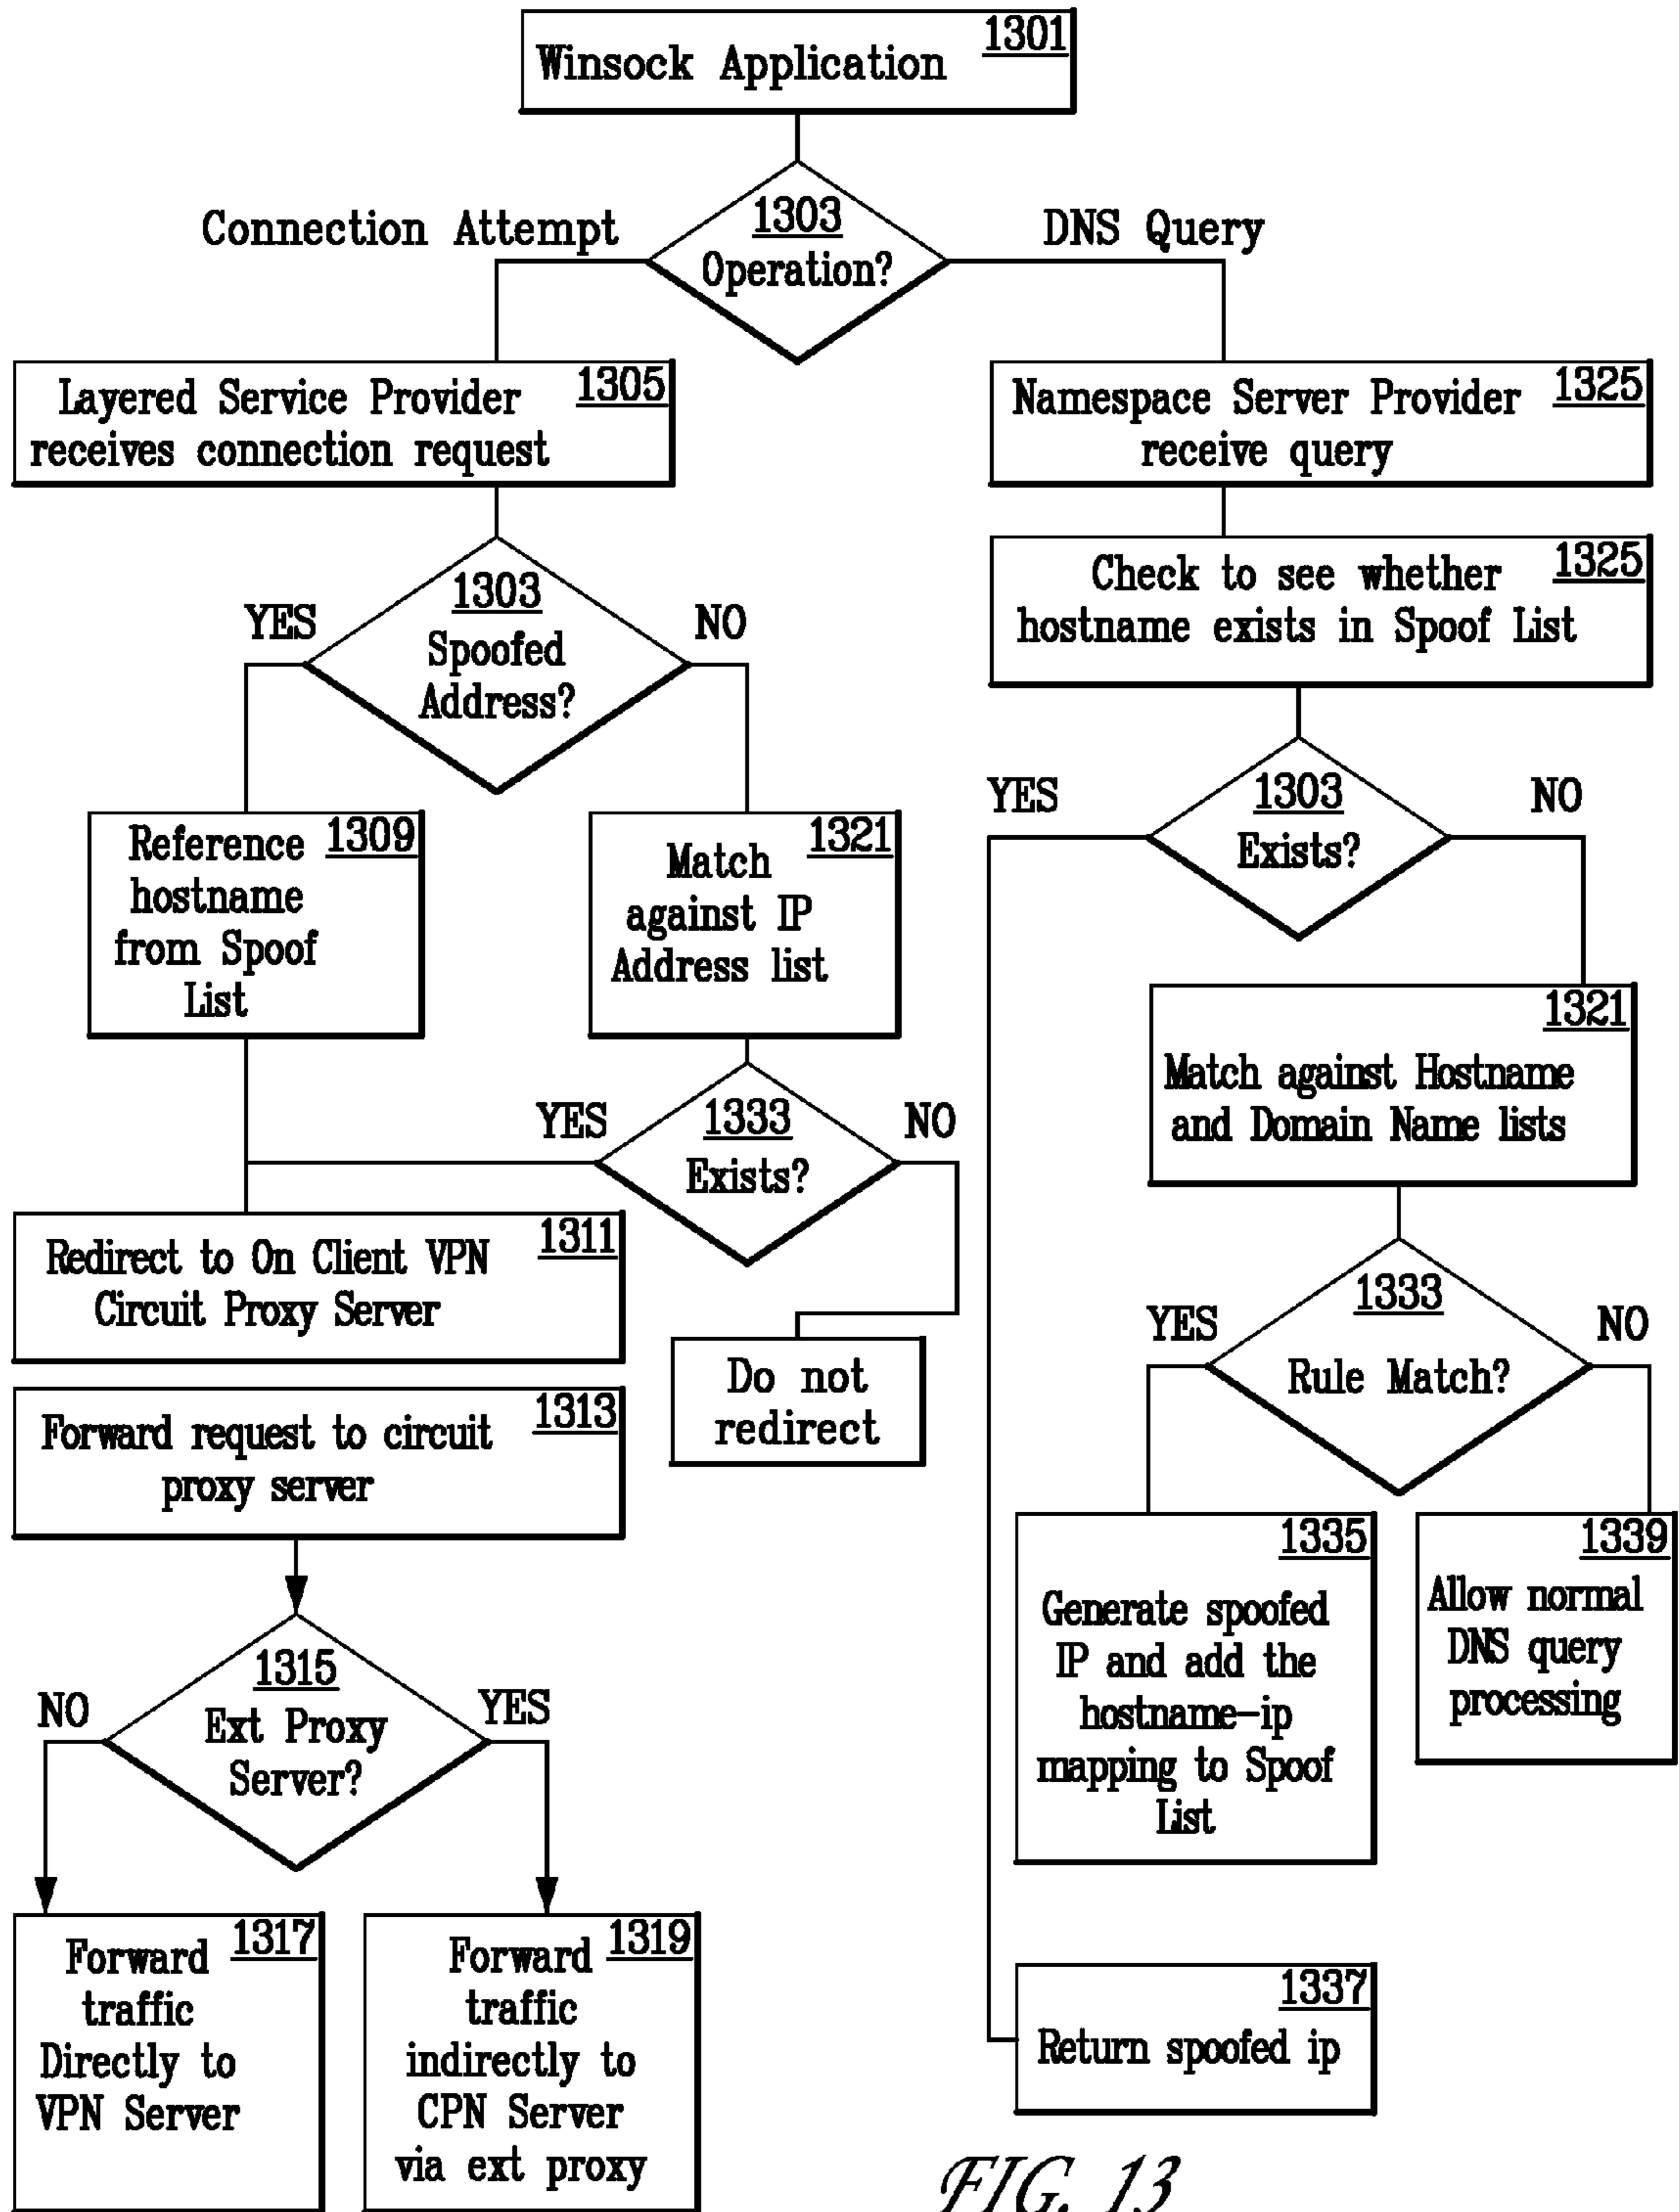 1301
Winsock Application
Connection Attempt
1303
Operation?
DNS Query
1305
Layered Service Provider
receives connection request
1325
Namespace Server Provider
receive query
1325
Check to see whether
hostname exists in Spoof List
YES
1303
Spoofed
Address?
NO
YES
1303
Exists?
NO
1309
Reference
hostname
from Spoof
List
1321
Match
against IP
Address list
1321
Match against Hostname
and Domain Name lists
YES
1333
Exists?
NO
1311
Redirect to On Client VPN
Circuit Proxy Server
Do not
redirect
YES
1333
Rule Match?
NO
1313
Forward request to circuit
proxy server
1335
Generate spoofed
IP and add the
hostname-ip
mapping to Spoof
List
1339
Allow normal
DNS query
processing
NO
1315
Ext Proxy
Server?
YES
1317
Forward
traffic
Directly to
VPN Server
1319
Forward
traffic
indirectly to
CPN Server
via ext proxy
1337
Return spoofed ip
FIG. 13